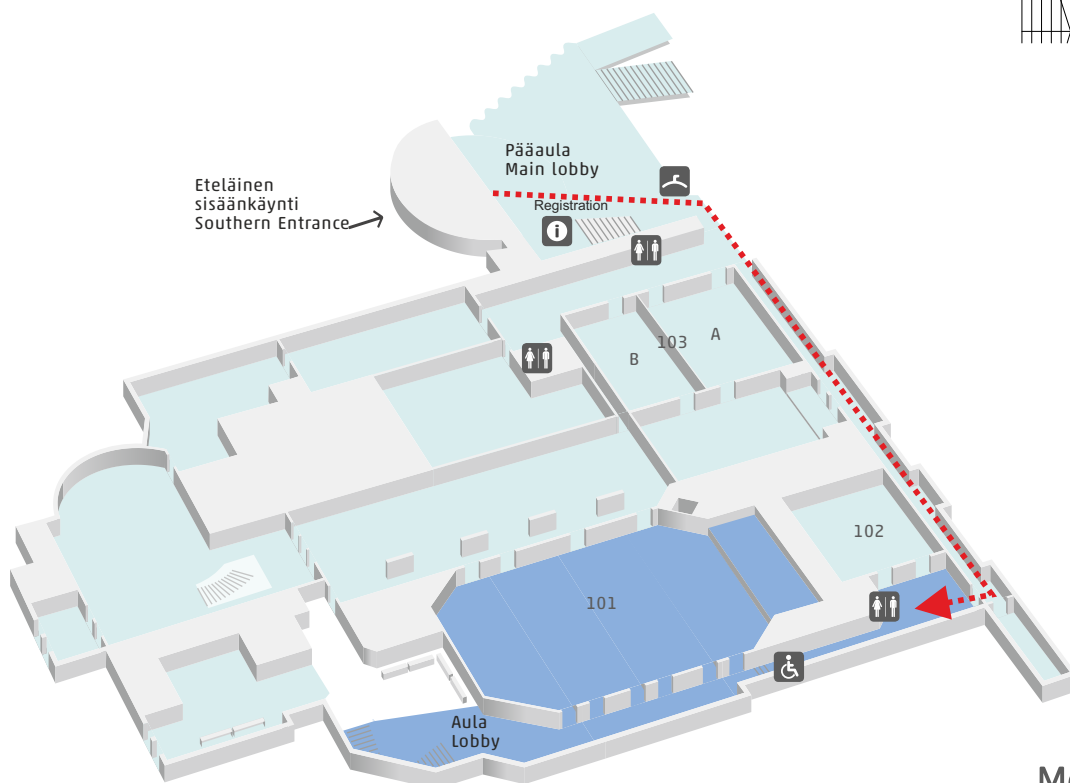 Pääaula
Main lobby
Eteläinen
sisäänkäynti
Southern Entrance
Registration
i
A
103
B
102
101
Aula
Lobby